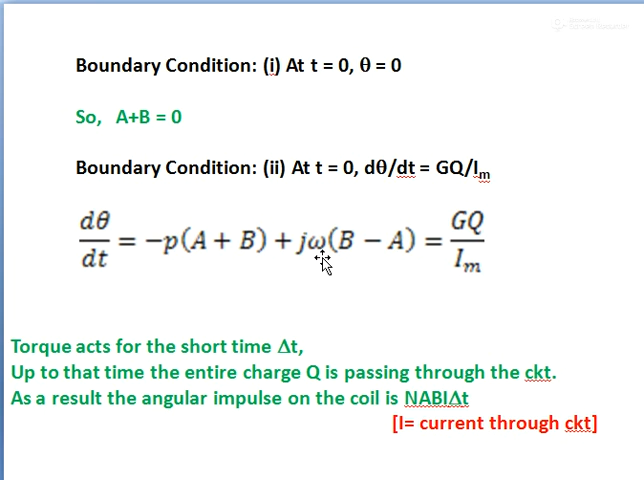 Boundary Condition: (i) At t = 0, θ = 0
So, A+B = 0
Boundary Condition: (ii) At t = 0, dθ/dt = GQ/Iₘ
dθ/dt = −p(A + B) + jω(B − A) = GQ/Iₘ
Torque acts for the short time Δt,
Up to that time the entire charge Q is passing through the ckt.
As a result the angular impulse on the coil is NABIΔt
[I= current through ckt]